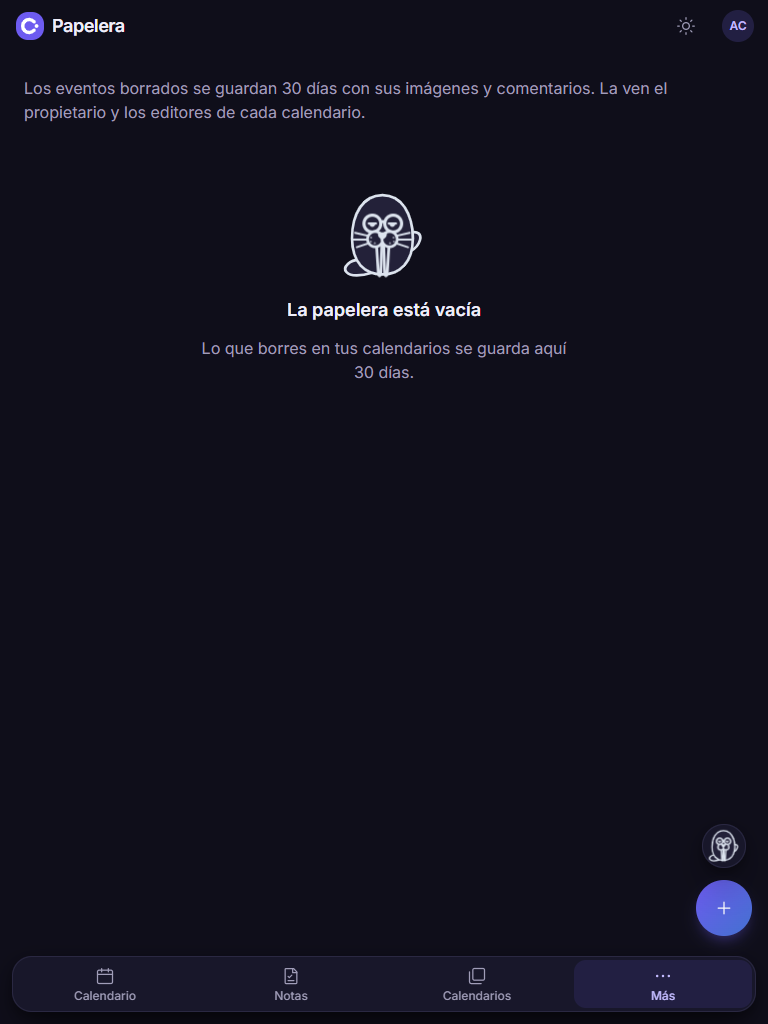 Papelera
AC
Los eventos borrados se guardan 30 días con sus imágenes y comentarios. La ven el
propietario y los editores de cada calendario.
La papelera está vacía
Lo que borres en tus calendarios se guarda aquí
30 días.
Calendario
Notas
Calendarios
Más